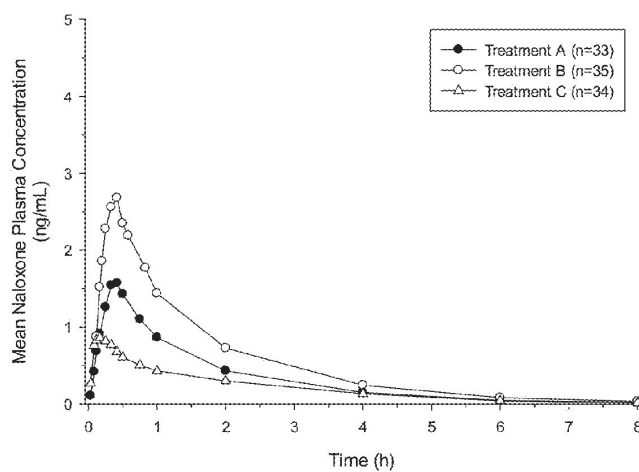 5
4
3
2
1
0
Mean Naloxone Plasma Concentration
(ng/mL)
Treatment A (n=33)
Treatment B (n=35)
Treatment C (n=34)
0 1 2 3 4 5 6 7 8
Time (h)